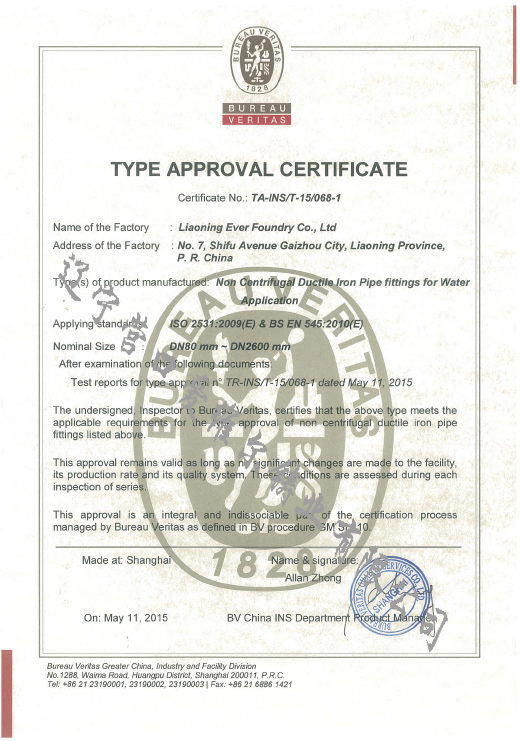 BUREAU VERITAS
1828
BUREAU
VERITAS
TYPE APPROVAL CERTIFICATE
Certificate No.: TA-INS/T-15/068-1
Name of the Factory : Liaoning Ever Foundry Co., Ltd
Address of the Factory : No. 7, Shifu Avenue Gaizhou City, Liaoning Province,
P. R. China
Type(s) of product manufactured: Non Centrifugal Ductile Iron Pipe fittings for Water
Application
Applying standards: ISO 2531:2009(E) & BS EN 545:2010(E)
Nominal Size : DN80 mm ~ DN2600 mm
After examination of the following documents:
Test reports for type approval n° TR-INS/T-15/068-1 dated May 11, 2015
The undersigned, Inspector to Bureau Veritas, certifies that the above type meets the
applicable requirements for the type approval of non centrifugal ductile iron pipe
fittings listed above.
This approval remains valid as long as no significant changes are made to the facility,
its production rate and its quality system. These conditions are assessed during each
inspection of series.
This approval is an integral and indissociable part of the certification process
managed by Bureau Veritas as defined in BV procedure GM
BUREAU VERITAS
1828
Made at: Shanghai
Name & signature:
Allan Zhong
SHANGHAI
On: May 11, 2015
BV China INS Department Product Manager
Bureau Veritas Greater China, Industry and Facility Division
No.1288, Waima Road, Huangpu District, Shanghai 200011, P.R.C.
Tel: +86 21 23190001, 23190002, 23190003 | Fax: +86 21 6886 1421